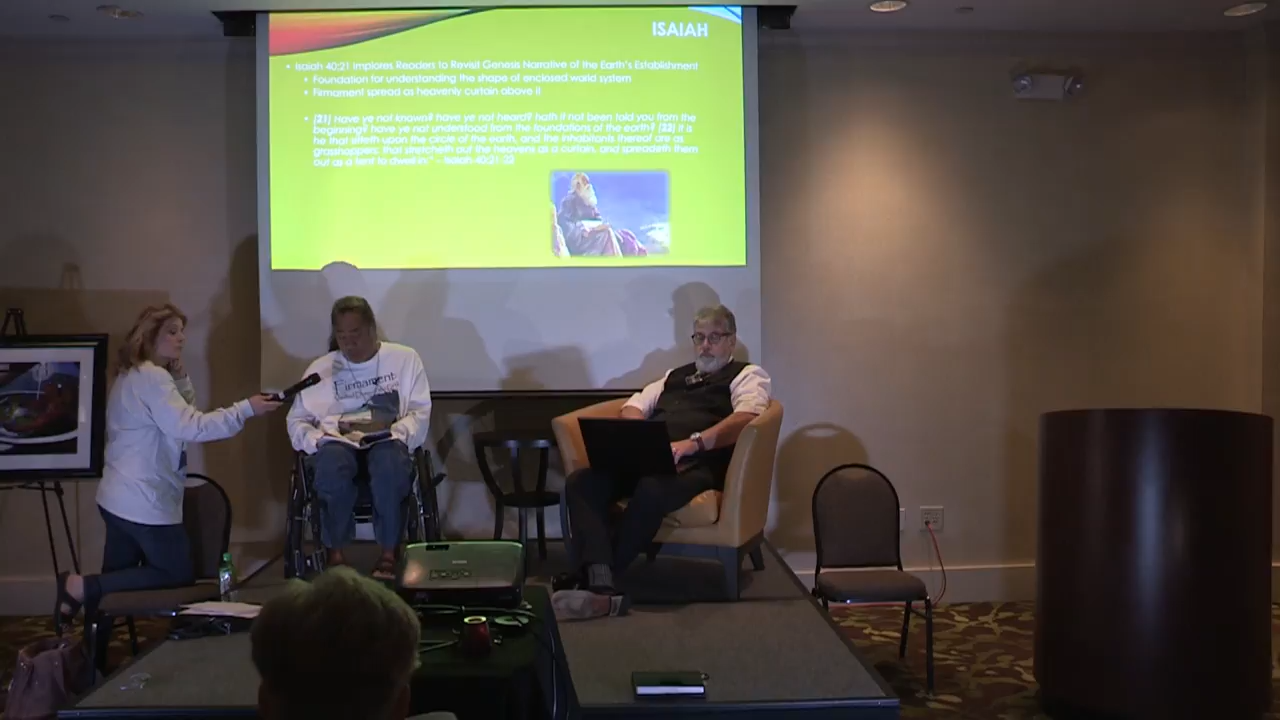 ISAIAH
• Isaiah 40:21 Implores Readers to Revisit Genesis Narrative of the Earth's Establishment
• Foundation for understanding the shape of enclosed world system
• Firmament spread as heavenly curtain above it
• (21) Have ye not known? have ye not heard? hath it not been told you from the
beginning? have ye not understood from the foundations of the earth? (22) It is
he that sitteth upon the circle of the earth, and the inhabitants thereof are as
grasshoppers; that stretcheth out the heavens as a curtain, and spreadeth them
out as a tent to dwell in:" – Isaiah 40:21-22
Firmament